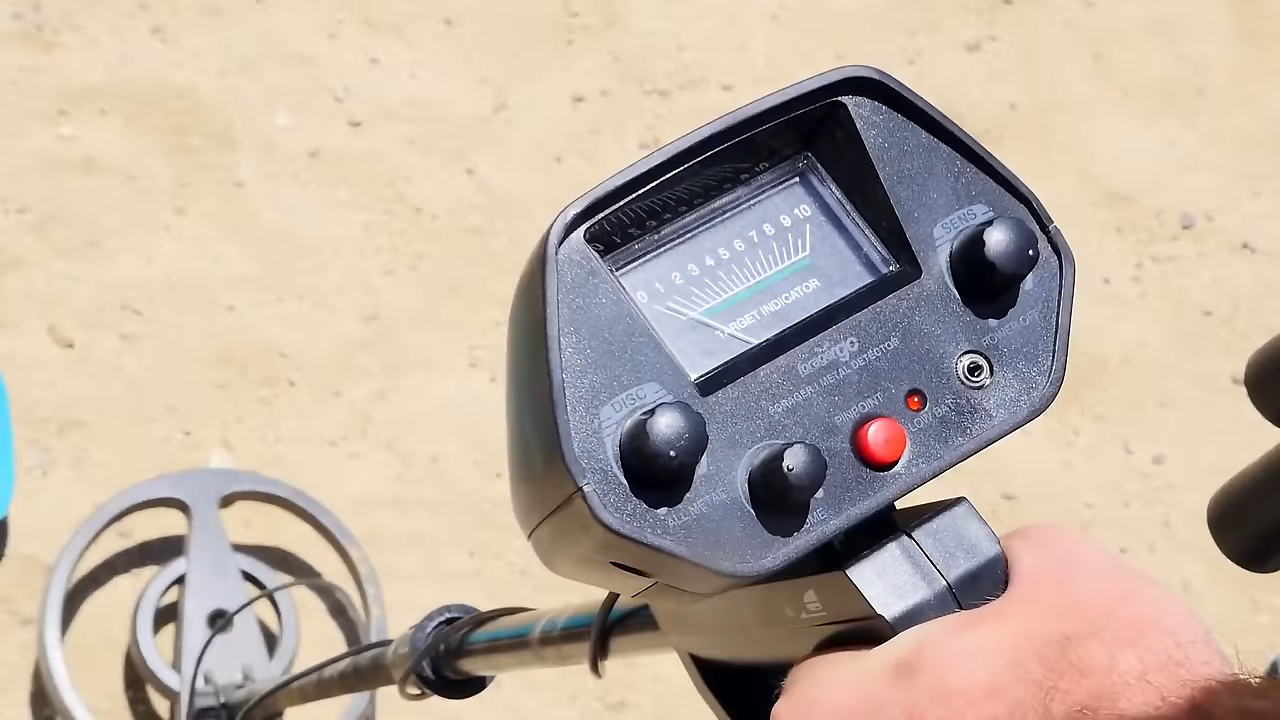 0 1 2 3 4 5 6 7 8 9 10
TARGET INDICATOR
SENS
POWER OFF
foragergo
FORAGER1 METAL DETECTOR
DISC
PINPOINT
LOW BAT
ALL METAL